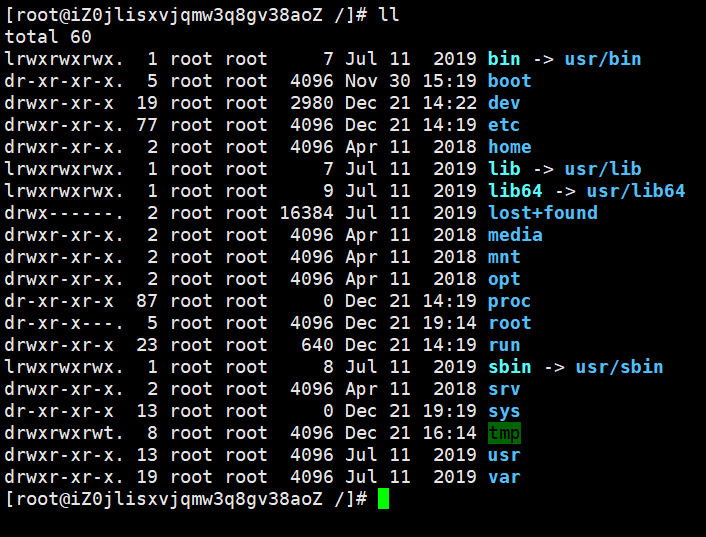 [root@iZ0jlisxvjqmw3q8gv38aoZ /]# ll
total 60
lrwxrwxrwx.  1 root root     7 Jul 11  2019 bin -> usr/bin
dr-xr-xr-x.  5 root root  4096 Nov 30 15:19 boot
drwxr-xr-x  19 root root  2980 Dec 21 14:22 dev
drwxr-xr-x. 77 root root  4096 Dec 21 14:19 etc
drwxr-xr-x.  2 root root  4096 Apr 11  2018 home
lrwxrwxrwx.  1 root root     7 Jul 11  2019 lib -> usr/lib
lrwxrwxrwx.  1 root root     9 Jul 11  2019 lib64 -> usr/lib64
drwx------.  2 root root 16384 Jul 11  2019 lost+found
drwxr-xr-x.  2 root root  4096 Apr 11  2018 media
drwxr-xr-x.  2 root root  4096 Apr 11  2018 mnt
drwxr-xr-x.  2 root root  4096 Apr 11  2018 opt
dr-xr-xr-x  87 root root     0 Dec 21 14:19 proc
dr-xr-x---.  5 root root  4096 Dec 21 19:14 root
drwxr-xr-x  23 root root   640 Dec 21 14:19 run
lrwxrwxrwx.  1 root root     8 Jul 11  2019 sbin -> usr/sbin
drwxr-xr-x.  2 root root  4096 Apr 11  2018 srv
dr-xr-xr-x  13 root root     0 Dec 21 19:19 sys
drwxrwxrwt.  8 root root  4096 Dec 21 16:14 tmp
drwxr-xr-x. 13 root root  4096 Jul 11  2019 usr
drwxr-xr-x. 19 root root  4096 Jul 11  2019 var
[root@iZ0jlisxvjqmw3q8gv38aoZ /]#